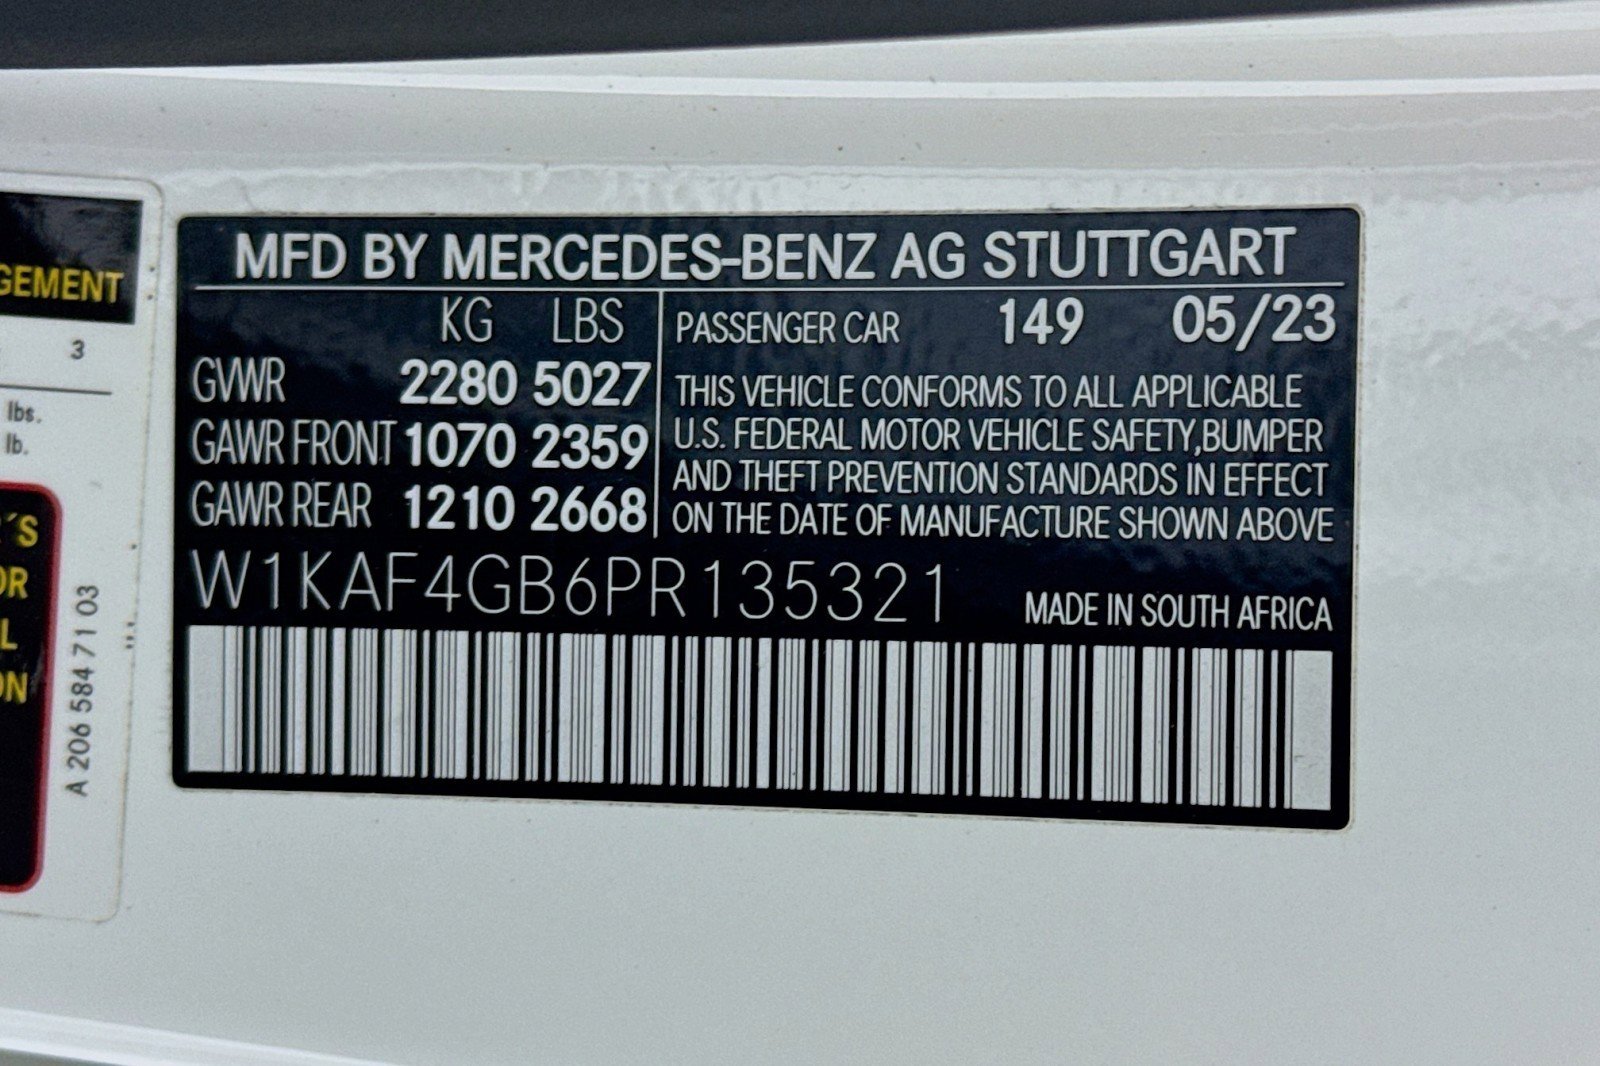 GEMENT
3
lbs.
lb.
´S
OR
L
ON
A 206 584 71 03
MFD BY MERCEDES-BENZ AG STUTTGART
KG LBS
GVWR 2280 5027
GAWR FRONT 1070 2359
GAWR REAR 1210 2668
PASSENGER CAR 149 05/23
THIS VEHICLE CONFORMS TO ALL APPLICABLE
U.S. FEDERAL MOTOR VEHICLE SAFETY,BUMPER
AND THEFT PREVENTION STANDARDS IN EFFECT
ON THE DATE OF MANUFACTURE SHOWN ABOVE
W1KAF4GB6PR135321
MADE IN SOUTH AFRICA